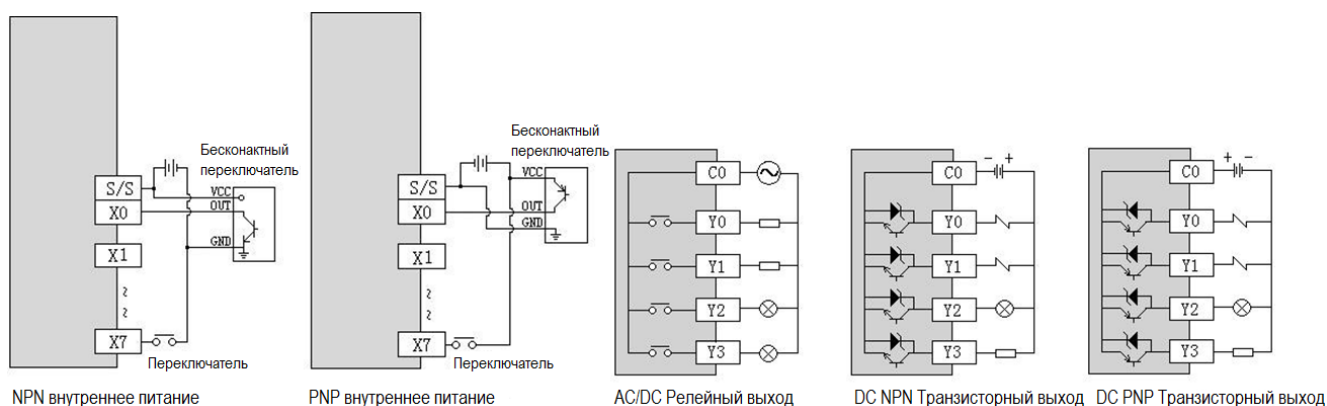 Бесконактный
переключатель
S/S
VCC
X0
OUT
X1
GND
X7
Переключатель
NPN внутреннее питание
Бесконактный
переключатель
S/S
VCC
X0
OUT
X1
GND
X7
Переключатель
PNP внутреннее питание
C0
Y0
Y1
Y2
Y3
AC/DC Релейный выход
- +
C0
Y0
Y1
Y2
Y3
DC NPN Транзисторный выход
+ -
C0
Y0
Y1
Y2
Y3
DC PNP Транзисторный выход